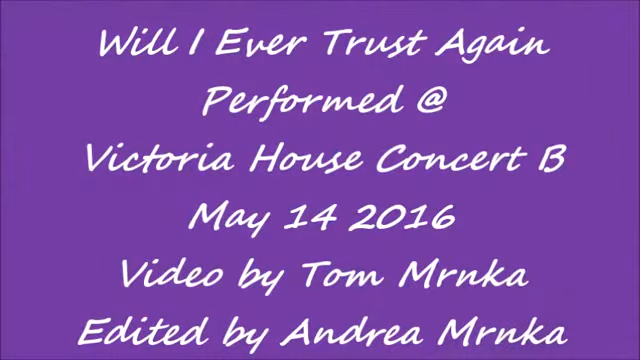 Will I Ever Trust Again
Performed @
Victoria House Concert B
May 14 2016
Video by Tom Mrnka
Edited by Andrea Mrnka